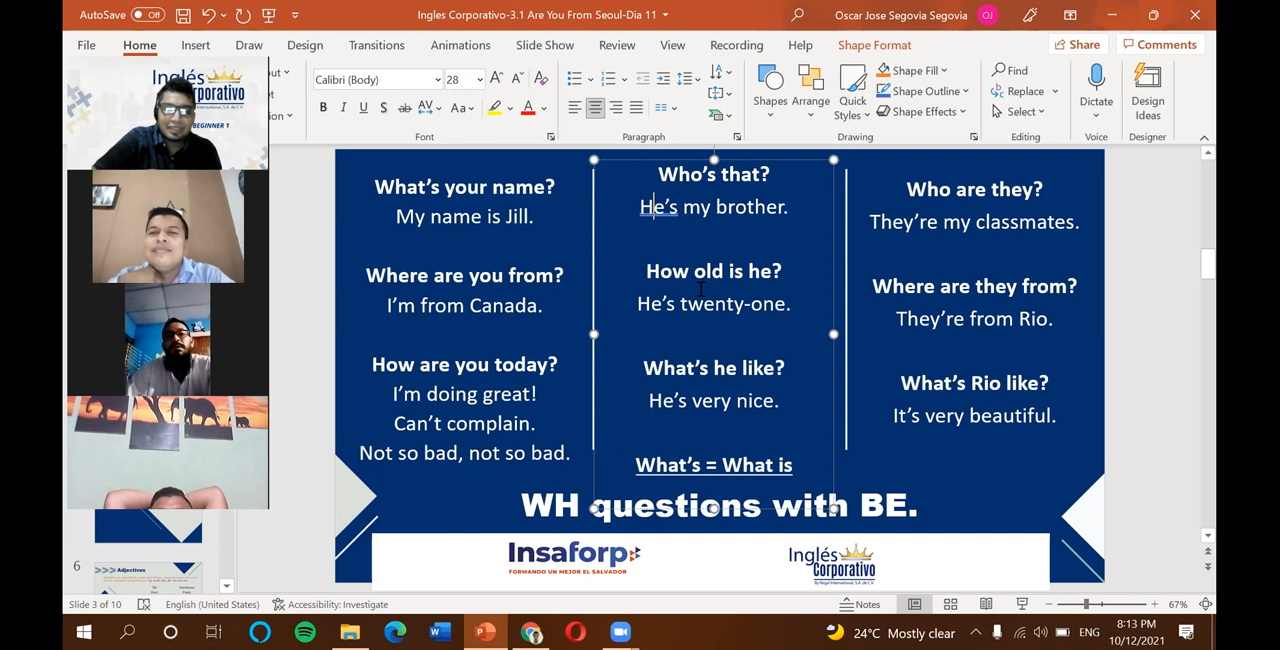 AutoSave Off
Ingles Corporativo-3.1 Are You From Seoul-Dia 11
Oscar Jose Segovia Segovia OJ
File Home Insert Draw Design Transitions Animations Slide Show Review View Recording Help Shape Format
Share Comments
Calibri (Body) 28
Font
Paragraph
Shapes Arrange Quick Styles
Shape Fill
Shape Outline
Shape Effects
Drawing
Find
Replace
Select
Editing
Dictate
Voice
Design Ideas
Designer
Inglés
BEGINNER 1
What's your name?
My name is Jill.
Where are you from?
I'm from Canada.
How are you today?
I'm doing great!
Can't complain.
Not so bad, not so bad.
Who's that?
He's my brother.
How old is he?
He's twenty-one.
What's he like?
He's very nice.
What's = What is
Who are they?
They're my classmates.
Where are they from?
They're from Rio.
What's Rio like?
It's very beautiful.
WH questions with BE.
Insaforp
FORMANDO UN MEJOR EL SALVADOR
Inglés
Corporativo
By Regal International, S.A. de C.V.
6
Adjectives
Slide 3 of 10 English (United States) Accessibility: Investigate
Notes 67%
24°C Mostly clear ENG
8:13 PM
10/12/2021